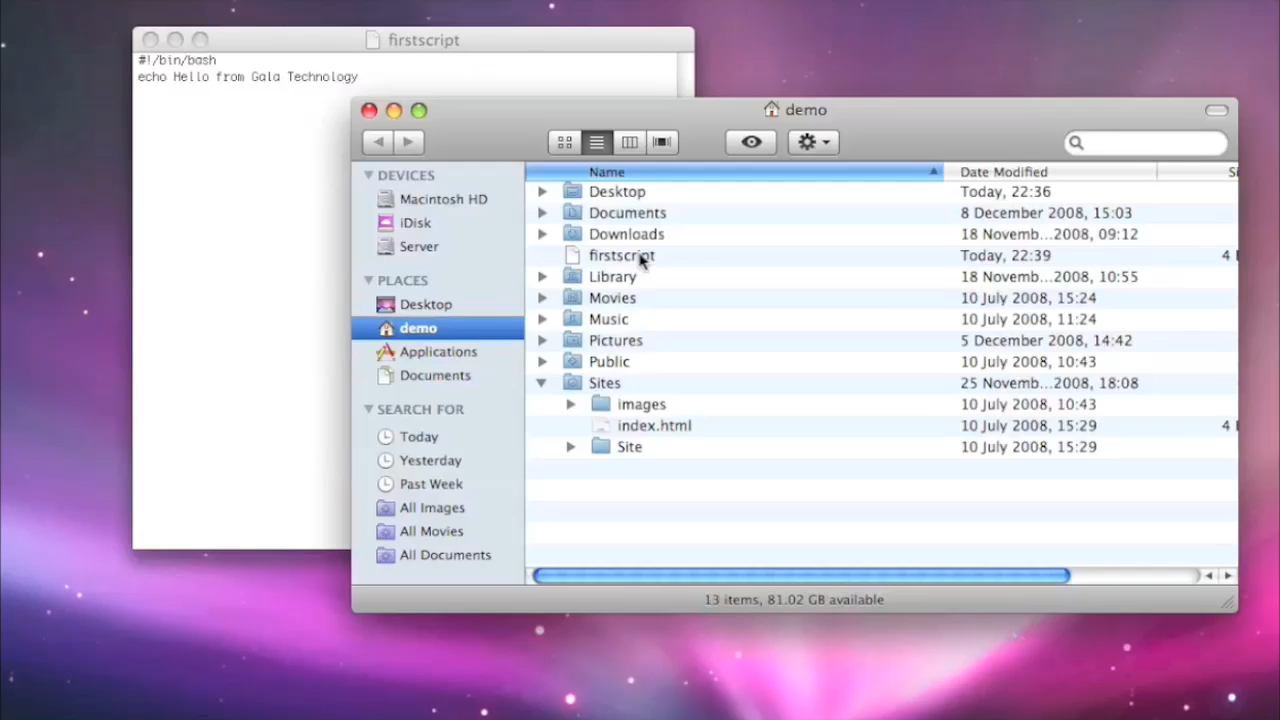 firstscript
#!/bin/bash
echo Hello from Gala Technology
demo
Name Date Modified
DEVICES
Macintosh HD
iDisk
Server
PLACES
Desktop
demo
Applications
Documents
SEARCH FOR
Today
Yesterday
Past Week
All Images
All Movies
All Documents
Desktop Today, 22:36
Documents 8 December 2008, 15:03
Downloads 18 Novemb...2008, 09:12
firstscript Today, 22:39 4
Library 18 Novemb...2008, 10:55
Movies 10 July 2008, 15:24
Music 10 July 2008, 11:24
Pictures 5 December 2008, 14:42
Public 10 July 2008, 10:43
Sites 25 Novemb...2008, 18:08
images 10 July 2008, 10:43
index.html 10 July 2008, 15:29 4
Site 10 July 2008, 15:29
13 items, 81.02 GB available